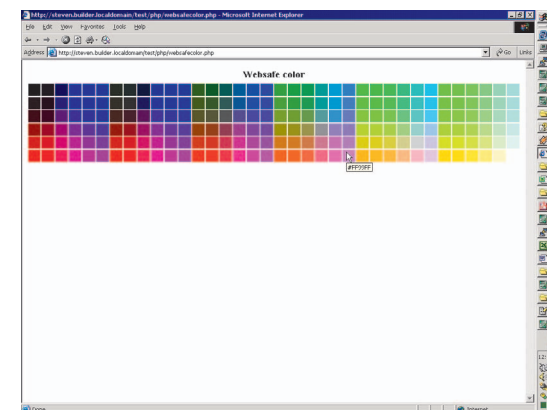 http://steven.builder.localdomain/test/php/websafecolor.php - Microsoft Internet Explorer
File Edit View Favorites Tools Help
Address http://steven.builder.localdomain/test/php/websafecolor.php Go Links
Websafe color
#FF99FF
Done Internet